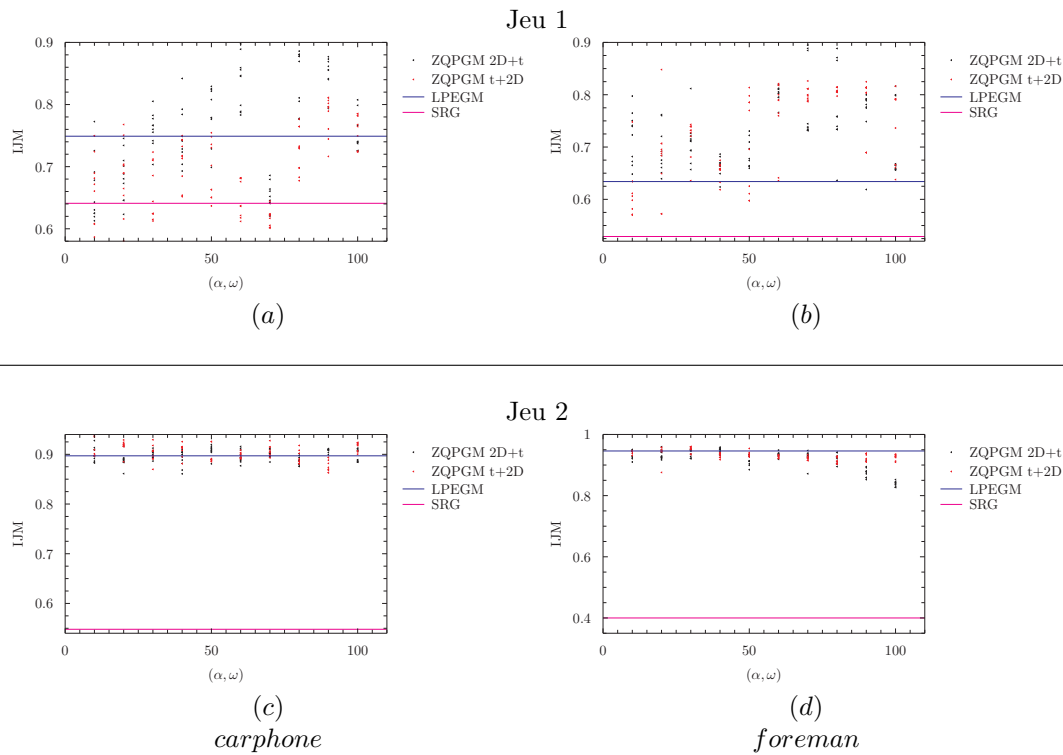 Jeu 1
0.9
0.8
0.7
0.6
IJM
0
50
100
(α, ω)
ZQPGM 2D+t
ZQPGM t+2D
LPEGM
SRG
(a)
0.9
0.8
0.7
0.6
IJM
0
50
100
(α, ω)
ZQPGM 2D+t
ZQPGM t+2D
LPEGM
SRG
(b)
Jeu 2
0.9
0.8
0.7
0.6
IJM
0
50
100
(α, ω)
ZQPGM 2D+t
ZQPGM t+2D
LPEGM
SRG
(c)
carphone
1
0.8
0.6
0.4
IJM
0
50
100
(α, ω)
ZQPGM 2D+t
ZQPGM t+2D
LPEGM
SRG
(d)
foreman